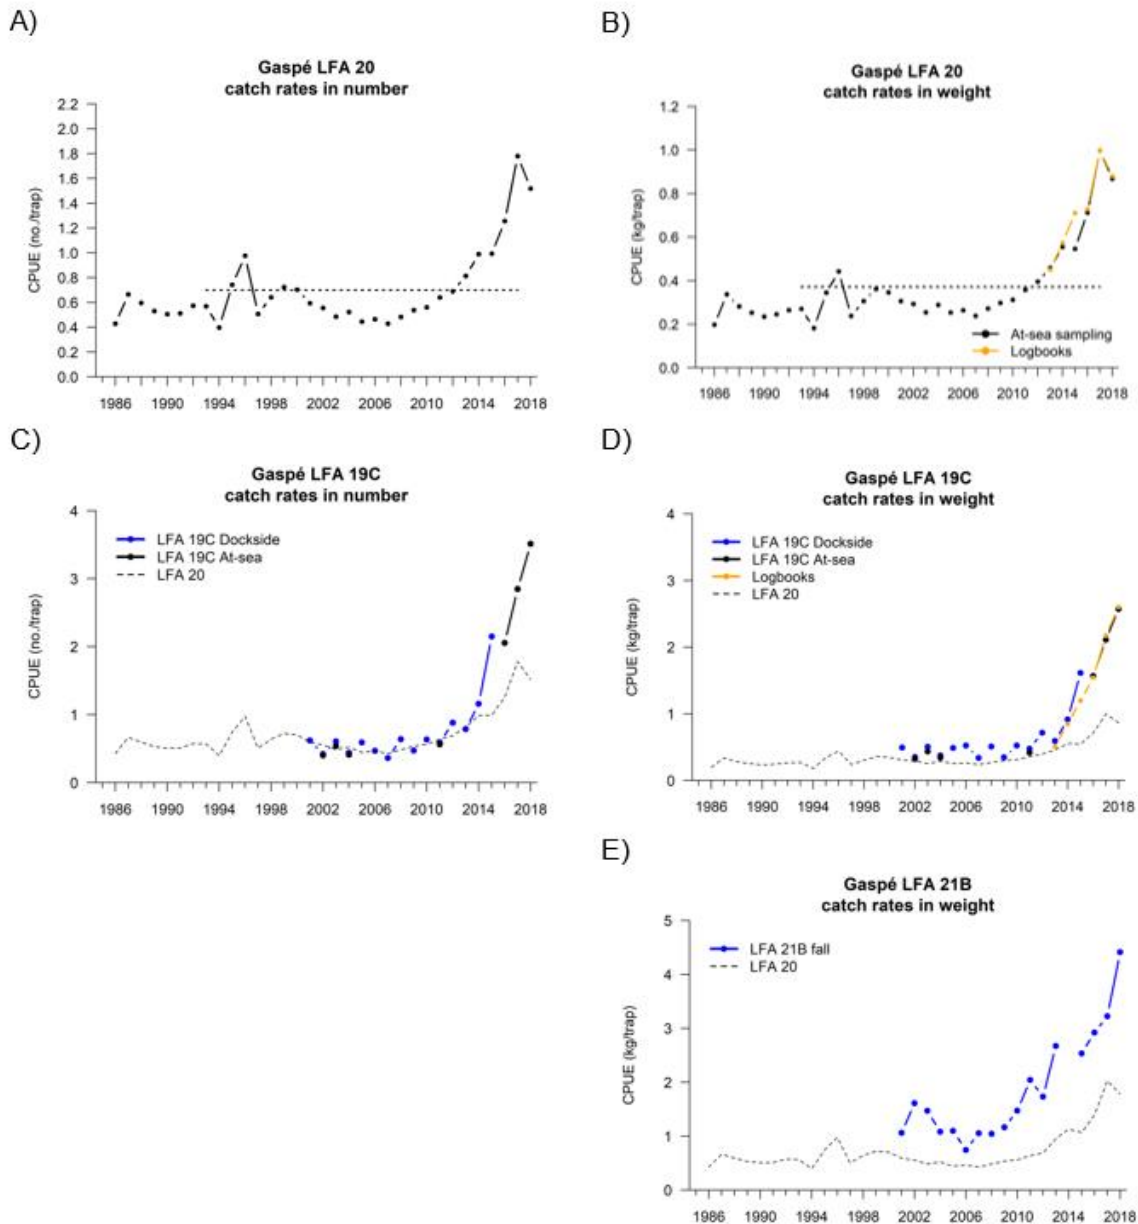 A)
Gaspé LFA 20
catch rates in number
CPUE (no./trap)
2.2
2.0
1.8
1.6
1.4
1.2
1.0
0.8
0.6
0.4
0.2
0.0
1986 1990 1994 1998 2002 2006 2010 2014 2018
B)
Gaspé LFA 20
catch rates in weight
CPUE (kg/trap)
1.2
1.0
0.8
0.6
0.4
0.2
0.0
At-sea sampling
Logbooks
1986 1990 1994 1998 2002 2006 2010 2014 2018
C)
Gaspé LFA 19C
catch rates in number
CPUE (no./trap)
4
3
2
1
0
LFA 19C Dockside
LFA 19C At-sea
LFA 20
1986 1990 1994 1998 2002 2006 2010 2014 2018
D)
Gaspé LFA 19C
catch rates in weight
CPUE (kg/trap)
4
3
2
1
0
LFA 19C Dockside
LFA 19C At-sea
Logbooks
LFA 20
1986 1990 1994 1998 2002 2006 2010 2014 2018
E)
Gaspé LFA 21B
catch rates in weight
CPUE (kg/trap)
5
4
3
2
1
0
LFA 21B fall
LFA 20
1986 1990 1994 1998 2002 2006 2010 2014 2018